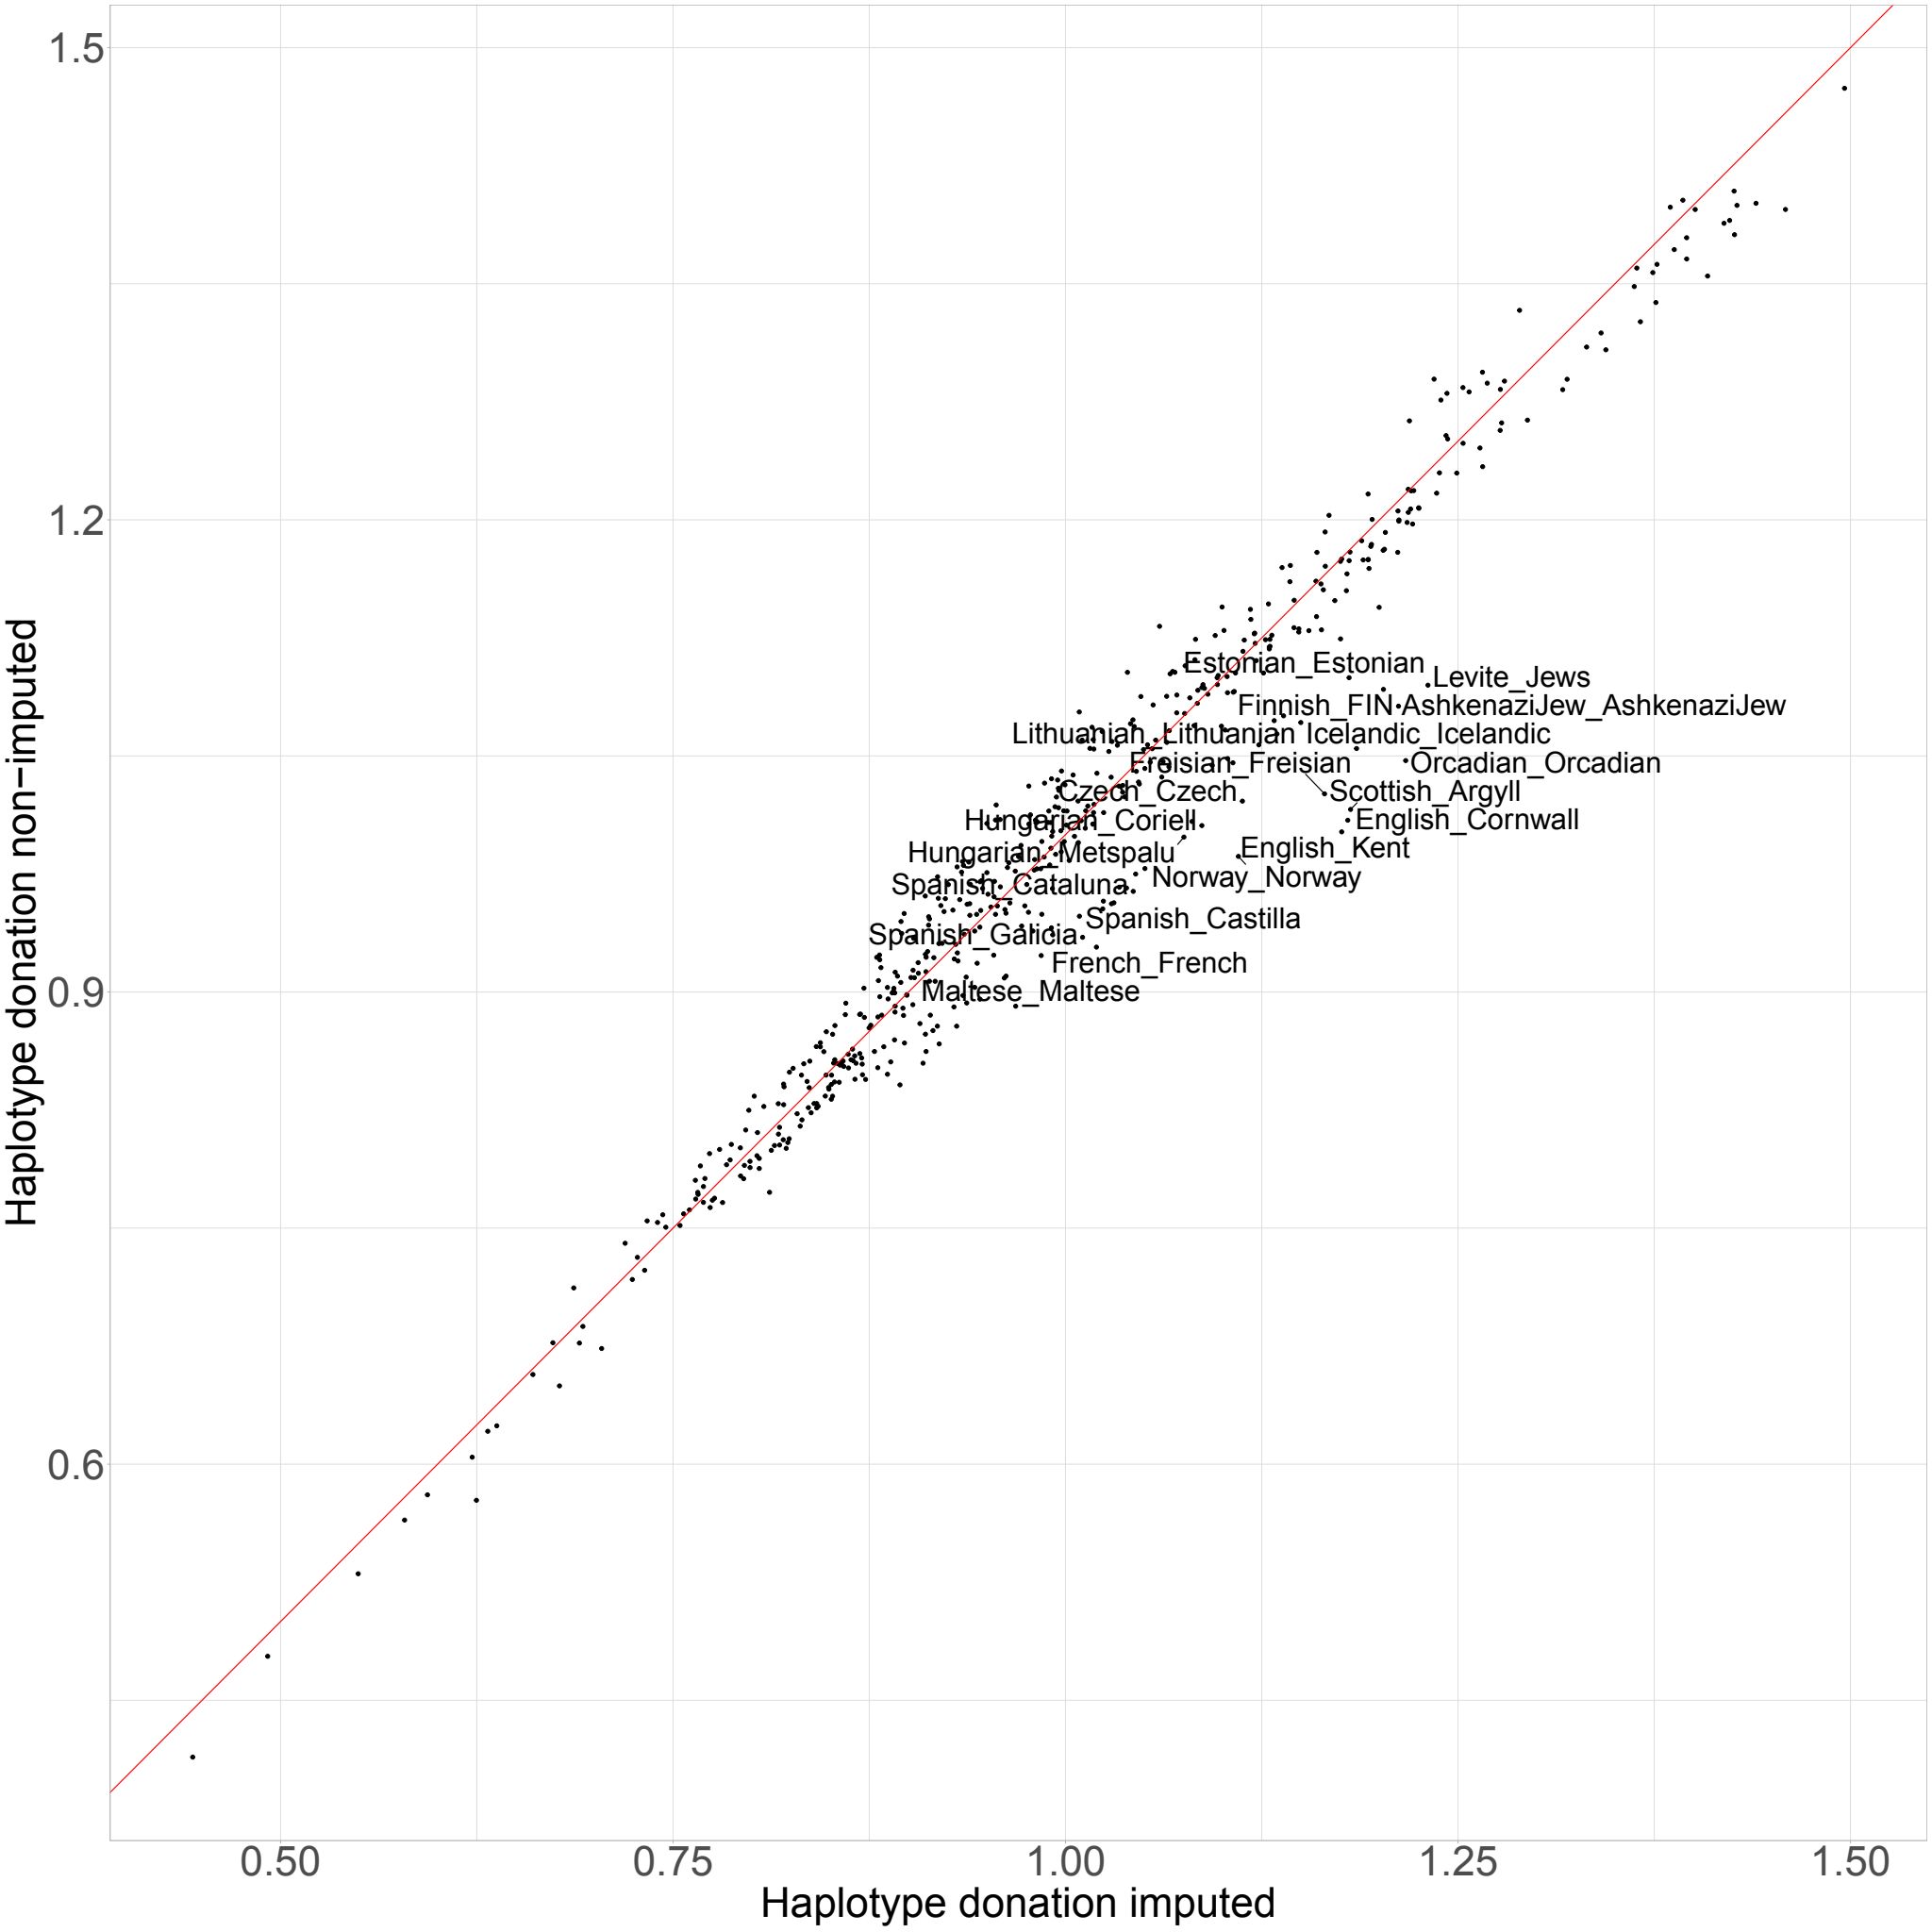 1.5
1.2
0.9
0.6
Haplotype donation non−imputed
Estonian_Estonian
Levite_Jews
Finnish_FIN
AshkenaziJew_AshkenaziJew
Lithuanian_Lithuanian
Icelandic_Icelandic
Freisian_Freisian
Orcadian_Orcadian
Czech_Czech
Scottish_Argyll
Hungarian_Coriell
English_Cornwall
Hungarian_Metspalu
English_Kent
Spanish_Cataluna
Norway_Norway
Spanish_Castilla
Spanish_Galicia
French_French
Maltese_Maltese
0.50 0.75 1.00 1.25 1.50
Haplotype donation imputed